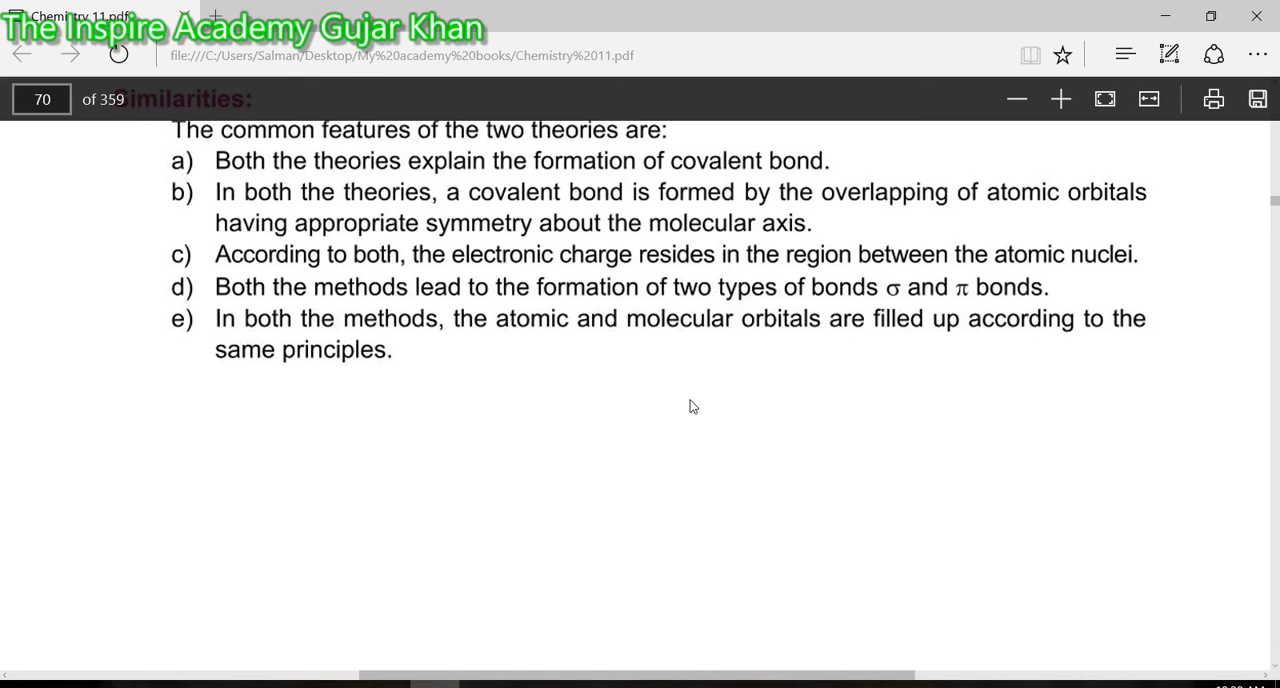 Chemistry 11.pdf
The Inspire Academy Gujar Khan
file:///C:/Users/Salman/Desktop/My%20academy%20books/Chemistry%2011.pdf
70 of 359
Similarities:
The common features of the two theories are:
a) Both the theories explain the formation of covalent bond.
b) In both the theories, a covalent bond is formed by the overlapping of atomic orbitals
having appropriate symmetry about the molecular axis.
c) According to both, the electronic charge resides in the region between the atomic nuclei.
d) Both the methods lead to the formation of two types of bonds σ and π bonds.
e) In both the methods, the atomic and molecular orbitals are filled up according to the
same principles.